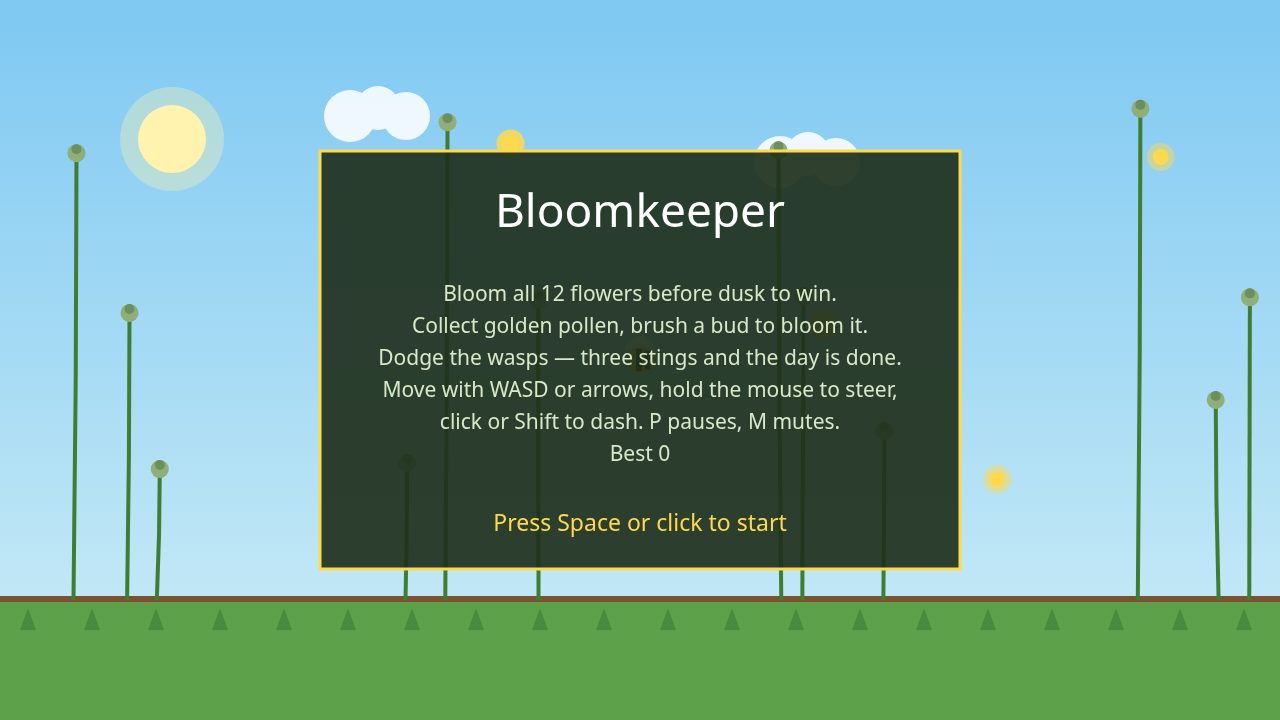 Bloomkeeper
Bloom all 12 flowers before dusk to win.
Collect golden pollen, brush a bud to bloom it.
Dodge the wasps — three stings and the day is done.
Move with WASD or arrows, hold the mouse to steer,
click or Shift to dash. P pauses, M mutes.
Best 0
Press Space or click to start